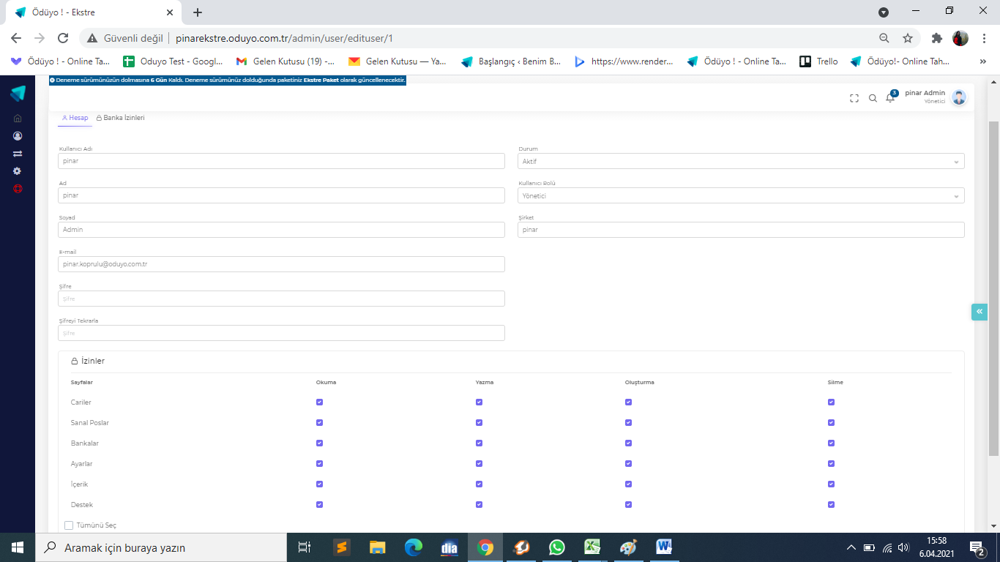 Ödüyo ! - Ekstre
Güvenli değil | pinarekstre.oduyo.com.tr/admin/user/edituser/1
Ödüyo ! - Online Ta...
Oduyo Test - Googl...
Gelen Kutusu (19) -...
Gelen Kutusu — Ya...
Başlangıç ‹ Benim B...
https://www.render...
Ödüyo ! - Online Ta...
Trello
Ödüyo!- Online Tah...
Deneme sürümünüzün dolmasına 6 Gün Kaldı. Deneme sürümünüz dolduğunda paketiniz Ekstre Paket olarak güncellenecektir.
3
pinar Admin
Yönetici
Hesap
Banka İzinleri
Kullanıcı Adı
pinar
Durum
Aktif
Ad
pinar
Kullanıcı Rolü
Yönetici
Soyad
Admin
Şirket
pinar
E-mail
pinar.koprulu@oduyo.com.tr
Şifre
Şifre
Şifreyi Tekrarla
Şifre
İzinler
Sayfalar Okuma Yazma Oluşturma Silme
Cariler
Sanal Poslar
Bankalar
Ayarlar
İçerik
Destek
Tümünü Seç
Aramak için buraya yazın
dia
15:58
6.04.2021
2